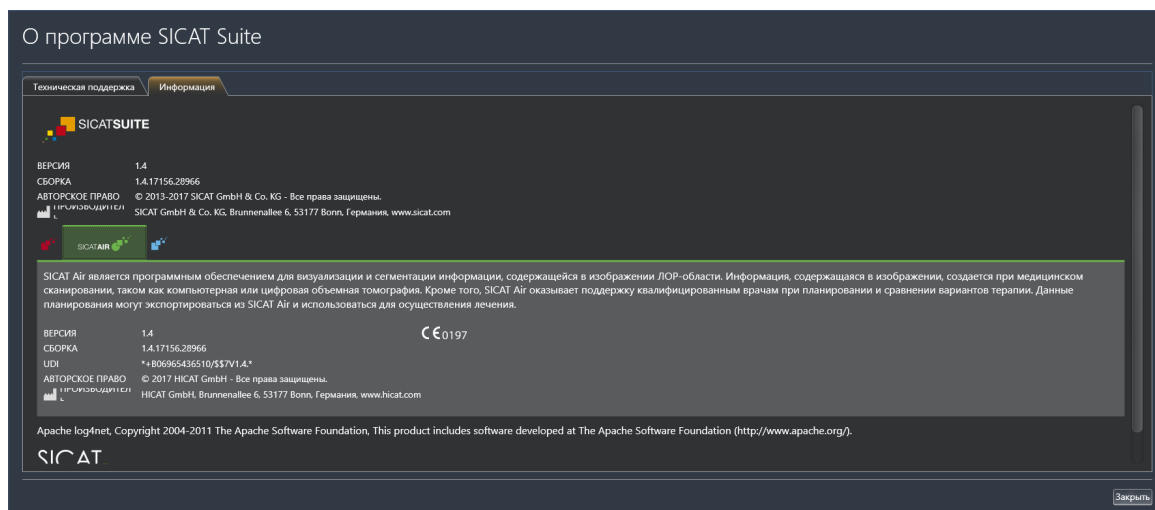 О программе SICAT Suite
Техническая поддержка
Информация
SICATSUITE
ВЕРСИЯ 1.4
СБОРКА 1.4.17156.28966
АВТОРСКОЕ ПРАВО © 2013-2017 SICAT GmbH & Co. KG - Все права защищены.
ПРОИЗВОДИТЕЛЬ SICAT GmbH & Co. KG, Brunnenallee 6, 53177 Bonn, Германия, www.sicat.com
SICATAIR
SICAT Air является программным обеспечением для визуализации и сегментации информации, содержащейся в изображении ЛОР-области. Информация, содержащаяся в изображении, создается при медицинском
сканировании, таком как компьютерная или цифровая объемная томография. Кроме того, SICAT Air оказывает поддержку квалифицированным врачам при планировании и сравнении вариантов терапии. Данные
планирования могут экспортироваться из SICAT Air и использоваться для осуществления лечения.
ВЕРСИЯ 1.4 CE0197
СБОРКА 1.4.17156.28966
UDI *+B06965436510/$$7V1.4.*
АВТОРСКОЕ ПРАВО © 2017 HICAT GmbH - Все права защищены.
ПРОИЗВОДИТЕЛЬ HICAT GmbH, Brunnenallee 6, 53177 Bonn, Германия, www.hicat.com
Apache log4net, Copyright 2004-2011 The Apache Software Foundation, This product includes software developed at The Apache Software Foundation (http://www.apache.org/).
SICAT
Закрыть